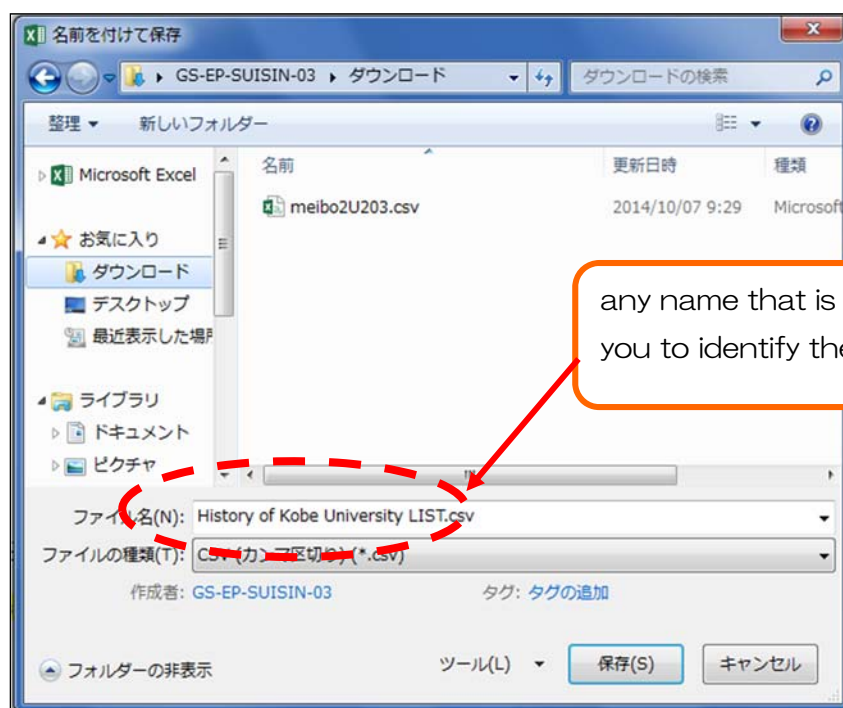 名前を付けて保存
GS-EP-SUISIN-03 ダウンロード ダウンロードの検索
整理 新しいフォルダー
名前 更新日時 種類
Microsoft Excel
meibo2U203.csv 2014/10/07 9:29 Microsoft
お気に入り
ダウンロード
デスクトップ
最近表示した場所
any name that is
you to identify the
ライブラリ
ドキュメント
ピクチャ
ファイル名(N): History of Kobe University LIST.csv
ファイルの種類(T): CSV (カンマ区切り) (*.csv)
作成者: GS-EP-SUISIN-03 タグ: タグの追加
フォルダーの非表示 ツール(L) 保存(S) キャンセル